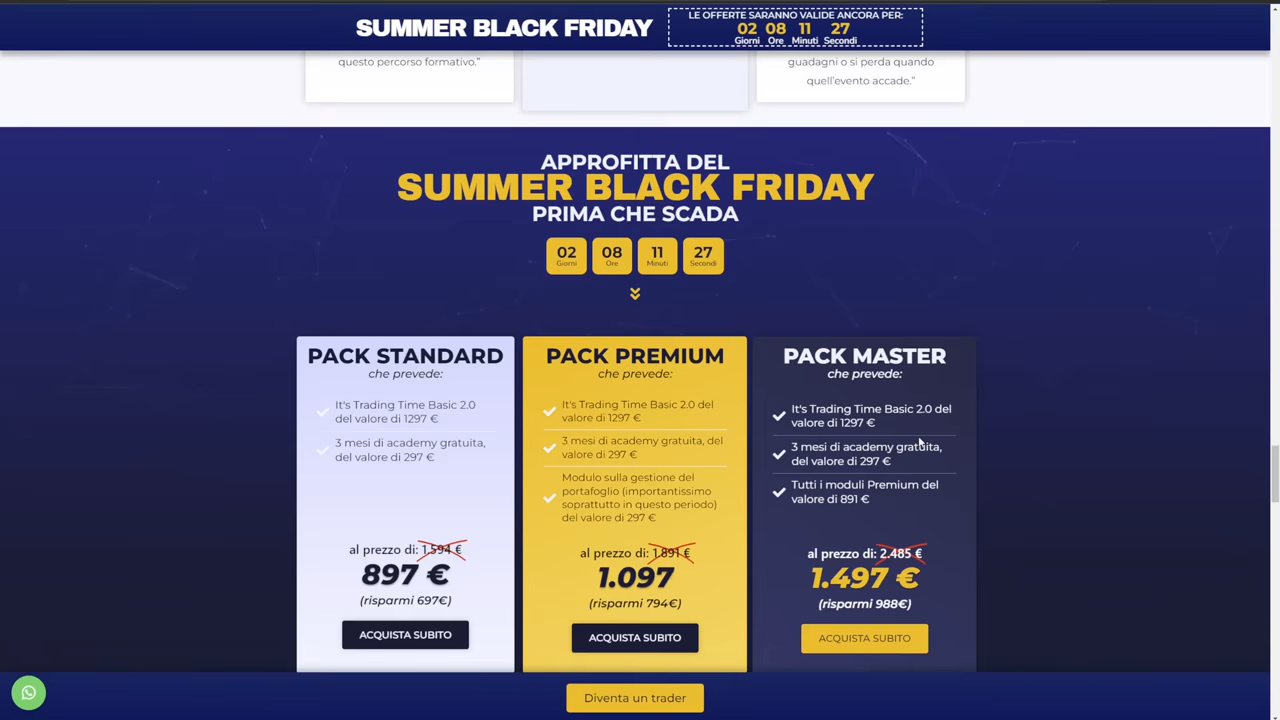 SUMMER BLACK FRIDAY
LE OFFERTE SARANNO VALIDE ANCORA PER:
02 08 11 27
Giorni Ore Minuti Secondi
questo percorso formativo.”
guadagni o si perda quando
quell’evento accade.”
APPROFITTA DEL
SUMMER BLACK FRIDAY
PRIMA CHE SCADA
02 08 11 27
Giorni Ore Minuti Secondi
PACK STANDARD
che prevede:
It's Trading Time Basic 2.0
del valore di 1297 €
3 mesi di academy gratuita,
del valore di 297 €
al prezzo di: 1.594 €
897 €
(risparmi 697€)
ACQUISTA SUBITO
PACK PREMIUM
che prevede:
It's Trading Time Basic 2.0 del
valore di 1297 €
3 mesi di academy gratuita, del
valore di 297 €
Modulo sulla gestione del
portafoglio (importantissimo
soprattutto in questo periodo)
del valore di 297 €
al prezzo di: 1.891 €
1.097
(risparmi 794€)
ACQUISTA SUBITO
PACK MASTER
che prevede:
It's Trading Time Basic 2.0 del
valore di 1297 €
3 mesi di academy gratuita,
del valore di 297 €
Tutti i moduli Premium del
valore di 891 €
al prezzo di: 2.485 €
1.497 €
(risparmi 988€)
ACQUISTA SUBITO
Diventa un trader